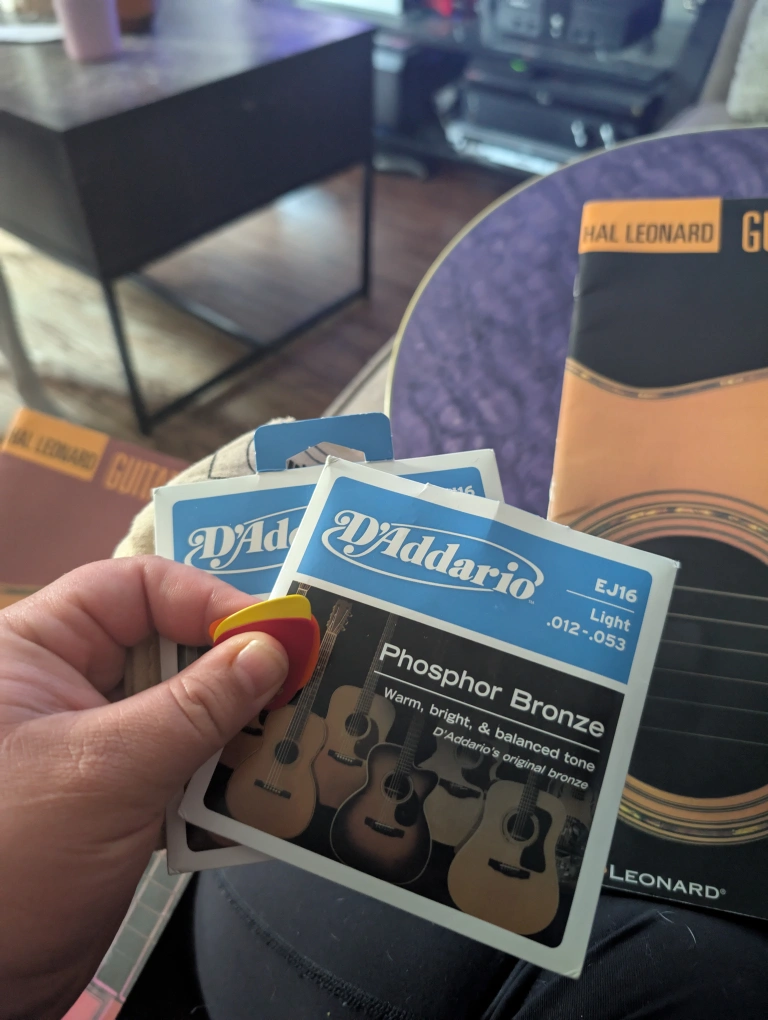 HAL LEONARD
HAL LEONARD GUITAR
EJ16
D'Addario
EJ16
Light
.012-.053
Phosphor Bronze
Warm, bright, & balanced tone
D'Addario's original bronze
LEONARD®